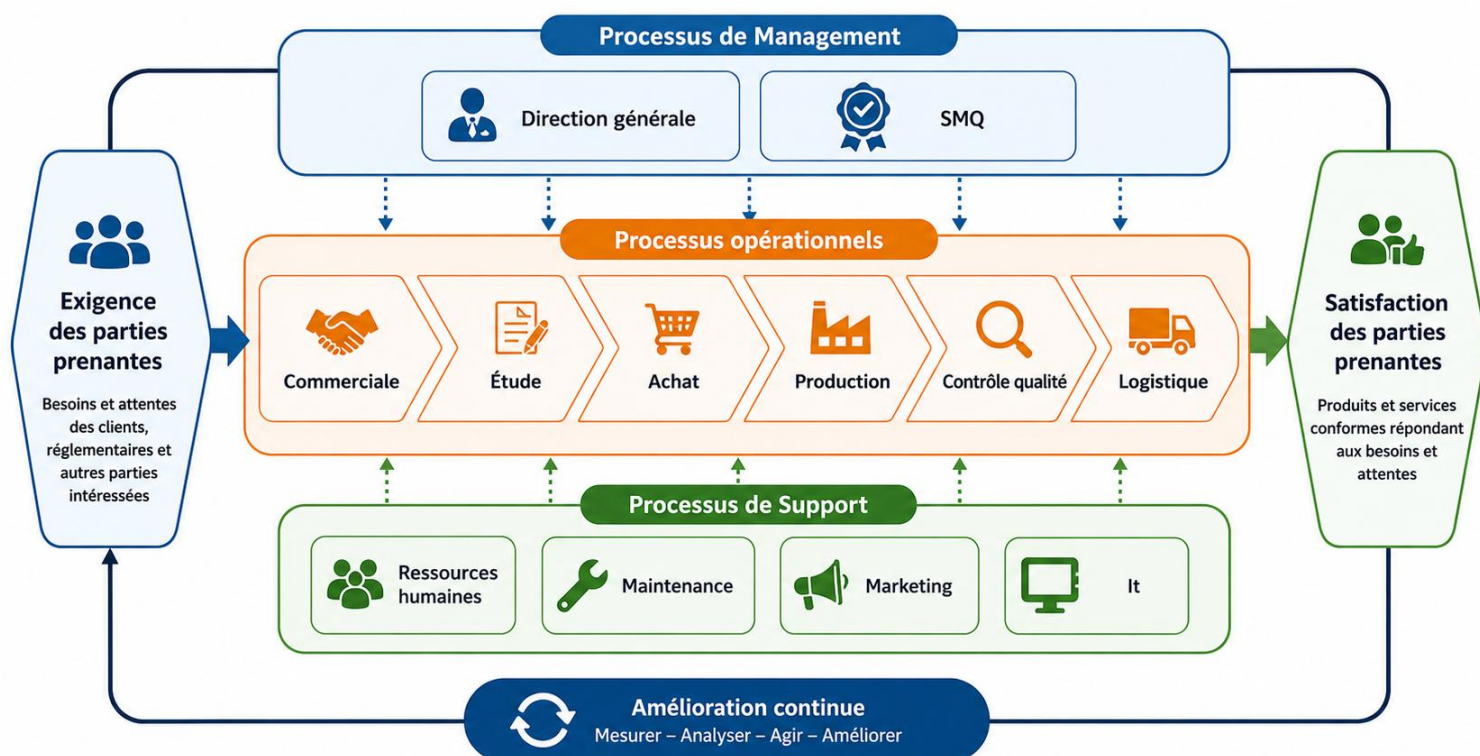 Processus de Management
Direction générale
SMQ
Exigence
des parties
prenantes
Besoins et attentes
des clients,
réglementaires et
autres parties
intéressées
Processus opérationnels
Commerciale
Étude
Achat
Production
Contrôle qualité
Logistique
Satisfaction
des parties
prenantes
Produits et services
conformes répondant
aux besoins et
attentes
Processus de Support
Ressources
humaines
Maintenance
Marketing
It
Amélioration continue
Mesurer – Analyser – Agir – Améliorer